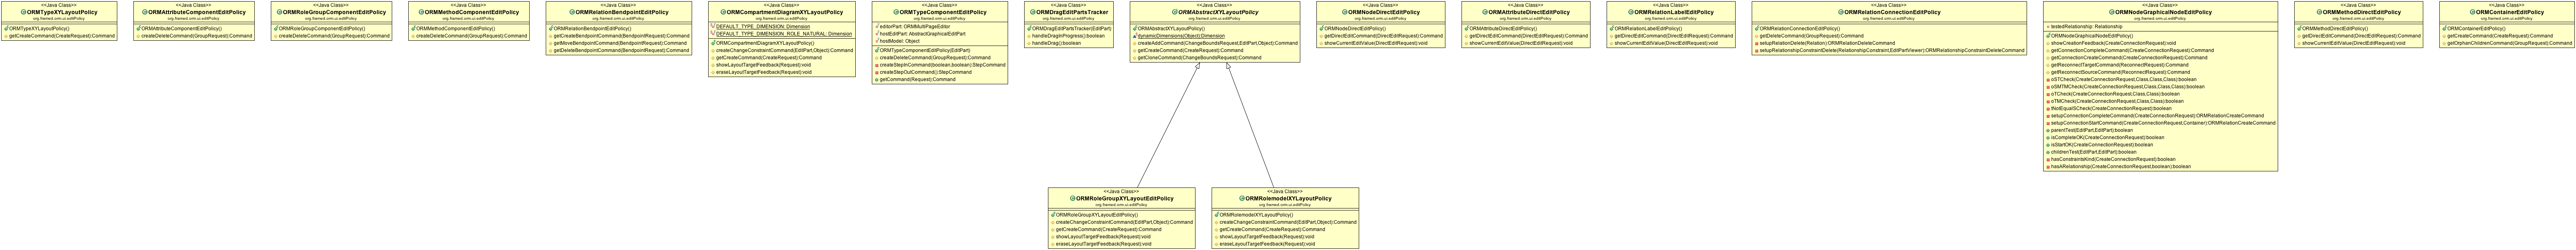 <<Java Class>>
ORMTypeXYLayoutPolicy
org.framed.orm.ui.editPolicy
ORMTypeXYLayoutPolicy()
getCreateCommand(CreateRequest):Command
<<Java Class>>
ORMAttributeComponentEditPolicy
org.framed.orm.ui.editPolicy
ORMAttributeComponentEditPolicy()
createDeleteCommand(GroupRequest):Command
<<Java Class>>
ORMRoleGroupComponentEditPolicy
org.framed.orm.ui.editPolicy
ORMRoleGroupComponentEditPolicy()
createDeleteCommand(GroupRequest):Command
<<Java Class>>
ORMMethodComponentEditPolicy
org.framed.orm.ui.editPolicy
ORMMethodComponentEditPolicy()
createDeleteCommand(GroupRequest):Command
<<Java Class>>
ORMRelationBendpointEditPolicy
org.framed.orm.ui.editPolicy
ORMRelationBendpointEditPolicy()
getCreateBendpointCommand(BendpointRequest):Command
getMoveBendpointCommand(BendpointRequest):Command
getDeleteBendpointCommand(BendpointRequest):Command
<<Java Class>>
ORMCompartmentDiagramXYLayoutPolicy
org.framed.orm.ui.editPolicy
DEFAULT_TYPE_DIMENSION: Dimension
DEFAULT_TYPE_DIMENSION_ROLE_NATURAL: Dimension
ORMCompartmentDiagramXYLayoutPolicy()
createChangeConstraintCommand(EditPart,Object):Command
getCreateCommand(CreateRequest):Command
showLayoutTargetFeedback(Request):void
eraseLayoutTargetFeedback(Request):void
<<Java Class>>
ORMTypeComponentEditPolicy
org.framed.orm.ui.editPolicy
editorPart: ORMMultiPageEditor
hostEditPart: AbstractGraphicalEditPart
hostModel: Object
ORMTypeComponentEditPolicy(EditPart)
createDeleteCommand(GroupRequest):Command
createStepInCommand(boolean,boolean):StepCommand
createStepOutCommand():StepCommand
getCommand(Request):Command
<<Java Class>>
ORMDragEditPartsTracker
org.framed.orm.ui.editPolicy
ORMDragEditPartsTracker(EditPart)
handleDragInProgress():boolean
handleDrag():boolean
<<Java Class>>
ORMAbstractXYLayoutPolicy
org.framed.orm.ui.editPolicy
ORMAbstractXYLayoutPolicy()
dynamicDimensions(Object):Dimension
createAddCommand(ChangeBoundsRequest,EditPart,Object):Command
getCreateCommand(CreateRequest):Command
getCloneCommand(ChangeBoundsRequest):Command
<<Java Class>>
ORMNodeDirectEditPolicy
org.framed.orm.ui.editPolicy
ORMNodeDirectEditPolicy()
getDirectEditCommand(DirectEditRequest):Command
showCurrentEditValue(DirectEditRequest):void
<<Java Class>>
ORMAttributeDirectEditPolicy
org.framed.orm.ui.editPolicy
ORMAttributeDirectEditPolicy()
getDirectEditCommand(DirectEditRequest):Command
showCurrentEditValue(DirectEditRequest):void
<<Java Class>>
ORMRelationLabelEditPolicy
org.framed.orm.ui.editPolicy
ORMRelationLabelEditPolicy()
getDirectEditCommand(DirectEditRequest):Command
showCurrentEditValue(DirectEditRequest):void
<<Java Class>>
ORMRelationConnectionEditPolicy
org.framed.orm.ui.editPolicy
ORMRelationConnectionEditPolicy()
getDeleteCommand(GroupRequest):Command
setupRelationDelete(Relation):ORMRelationDeleteCommand
setupRelationshipConstraintDelete(RelationshipConstraint,EditPartViewer):ORMRelationshipConstraintDeleteCommand
<<Java Class>>
ORMNodeGraphicalNodeEditPolicy
org.framed.orm.ui.editPolicy
testedRelationship: Relationship
ORMNodeGraphicalNodeEditPolicy()
showCreationFeedback(CreateConnectionRequest):void
getConnectionCreateCommand(CreateConnectionRequest):Command
getConnectionCompleteCommand(CreateConnectionRequest):Command
getReconnectTargetCommand(ReconnectRequest):Command
getReconnectSourceCommand(ReconnectRequest):Command
oSTCheck(CreateConnectionRequest,Class,Class,Class):boolean
oSMTMCheck(CreateConnectionRequest,Class,Class,Class):boolean
oTCheck(CreateConnectionRequest,Class,Class):boolean
oTMCheck(CreateConnectionRequest,Class,Class):boolean
tNotEqualSCheck(CreateConnectionRequest):boolean
setupConnectionCompleteCommand(CreateConnectionRequest):ORMRelationCreateCommand
setupConnectionStartCommand(CreateConnectionRequest,Container):ORMRelationCreateCommand
parentTest(EditPart,EditPart):boolean
isCompleteOK(CreateConnectionRequest):boolean
isStartOK(CreateConnectionRequest):boolean
childrenTest(EditPart,EditPart):boolean
hasConstraintsKind(CreateConnectionRequest):boolean
hasARelationship(CreateConnectionRequest,boolean):boolean
<<Java Class>>
ORMMethodDirectEditPolicy
org.framed.orm.ui.editPolicy
ORMMethodDirectEditPolicy()
getDirectEditCommand(DirectEditRequest):Command
showCurrentEditValue(DirectEditRequest):void
<<Java Class>>
ORMContainerEditPolicy
org.framed.orm.ui.editPolicy
ORMContainerEditPolicy()
getCreateCommand(CreateRequest):Command
getOrphanChildrenCommand(GroupRequest):Command
<<Java Class>>
ORMRoleGroupXYLayoutEditPolicy
org.framed.orm.ui.editPolicy
ORMRoleGroupXYLayoutEditPolicy()
createChangeConstraintCommand(EditPart,Object):Command
getCreateCommand(CreateRequest):Command
showLayoutTargetFeedback(Request):void
eraseLayoutTargetFeedback(Request):void
<<Java Class>>
ORMRolemodelXYLayoutPolicy
org.framed.orm.ui.editPolicy
ORMRolemodelXYLayoutPolicy()
createChangeConstraintCommand(EditPart,Object):Command
getCreateCommand(CreateRequest):Command
showLayoutTargetFeedback(Request):void
eraseLayoutTargetFeedback(Request):void